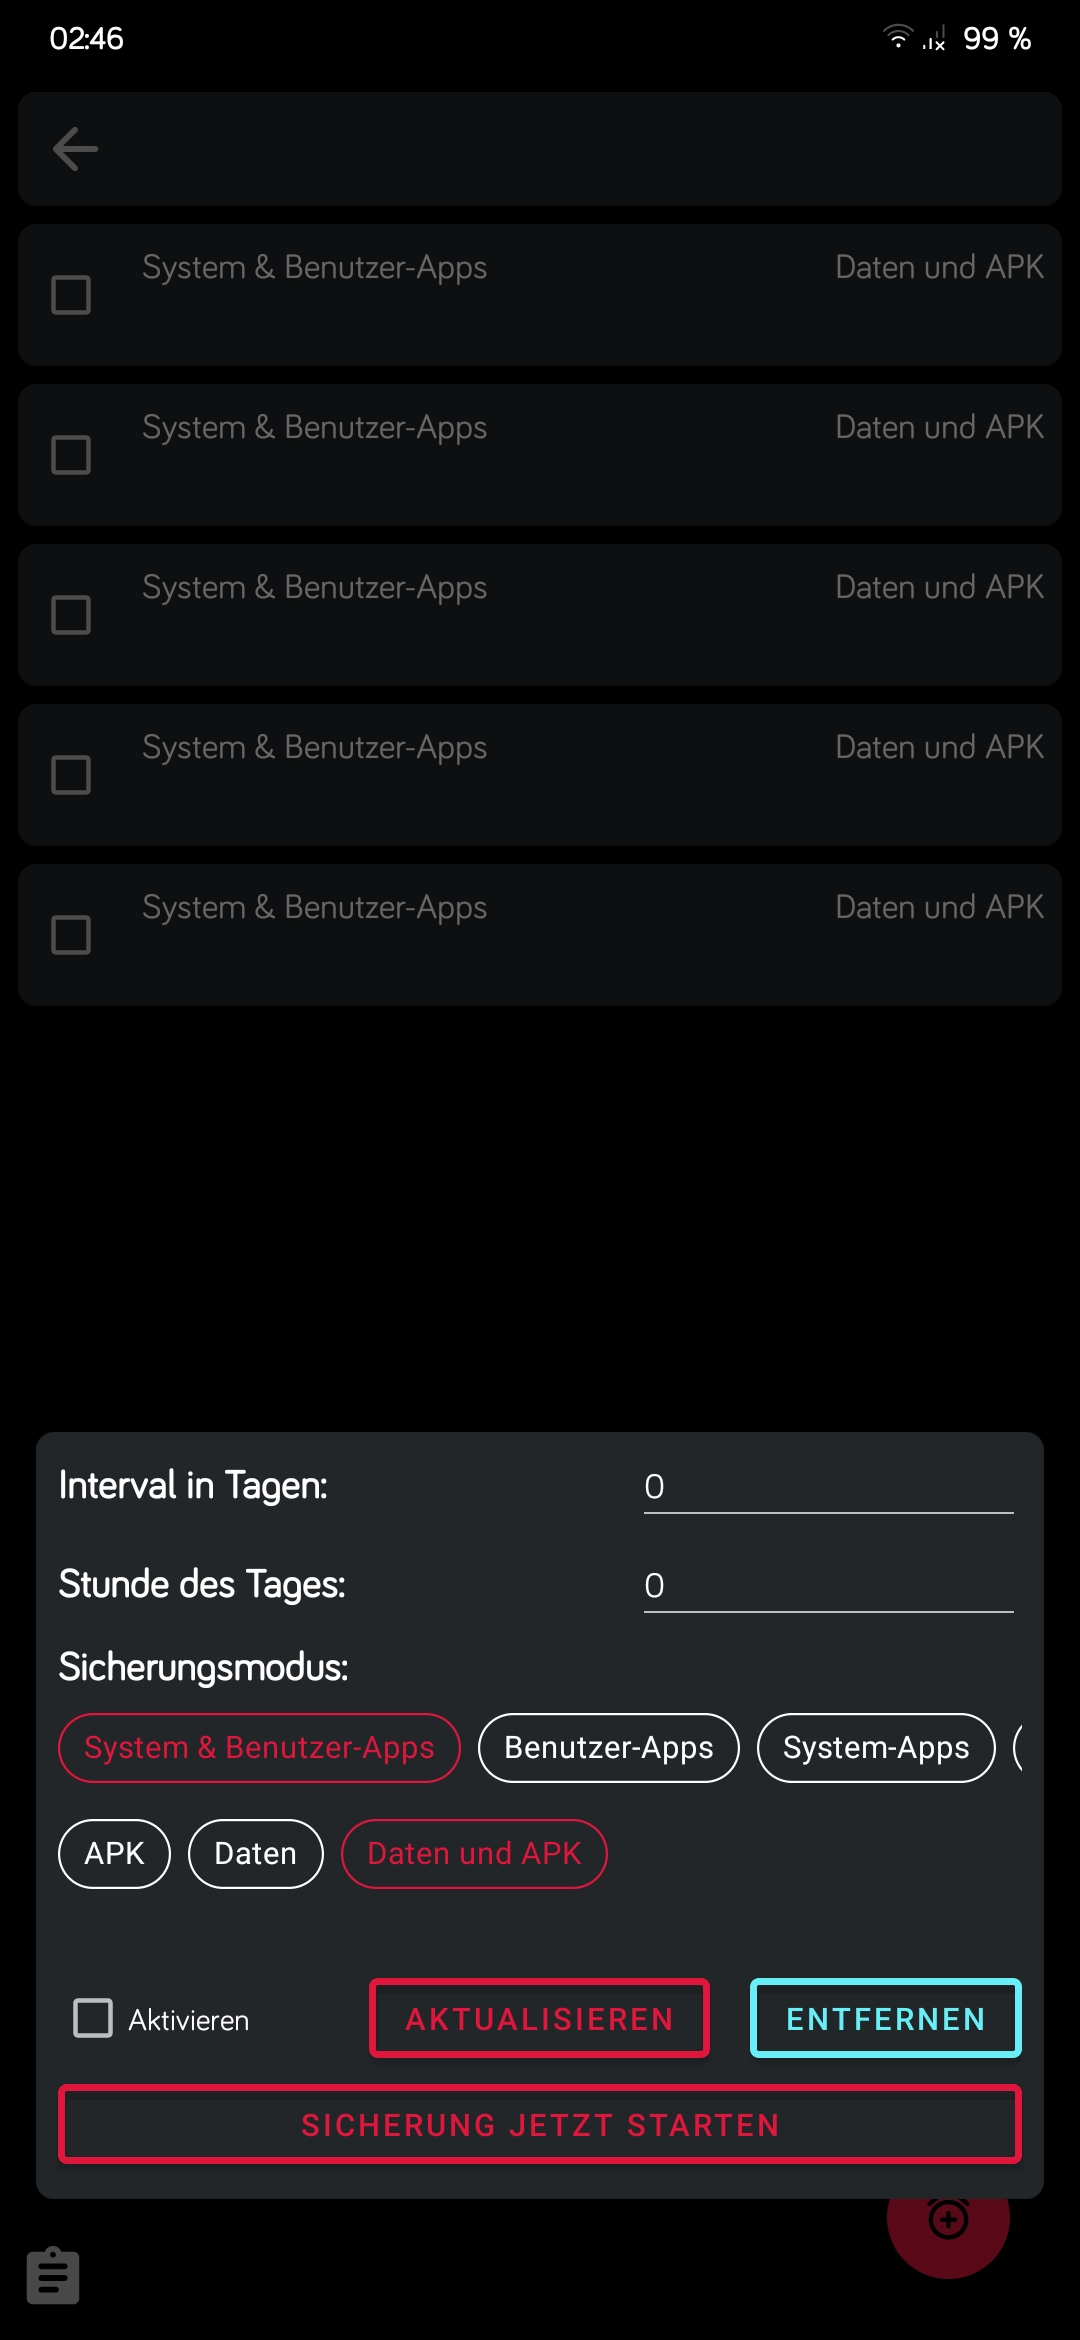 02:46 99 %
System & Benutzer-Apps Daten und APK
System & Benutzer-Apps Daten und APK
System & Benutzer-Apps Daten und APK
System & Benutzer-Apps Daten und APK
System & Benutzer-Apps Daten und APK
Interval in Tagen: 0
Stunde des Tages: 0
Sicherungsmodus:
System & Benutzer-Apps Benutzer-Apps System-Apps
APK Daten Daten und APK
Aktivieren AKTUALISIEREN ENTFERNEN
SICHERUNG JETZT STARTEN